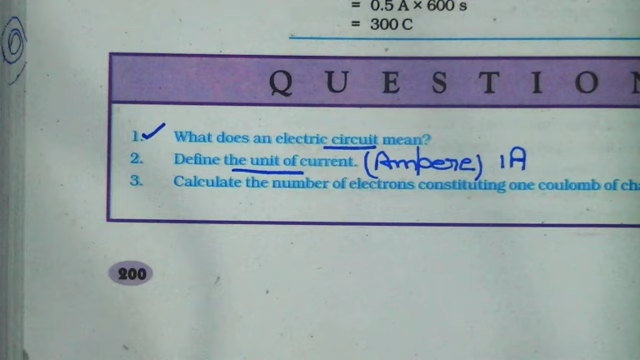 = 0.5 A × 600 s
= 300 C
QUESTION
1. What does an electric circuit mean?
2. Define the unit of current. (Ampere) 1A
3. Calculate the number of electrons constituting one coulomb of
200